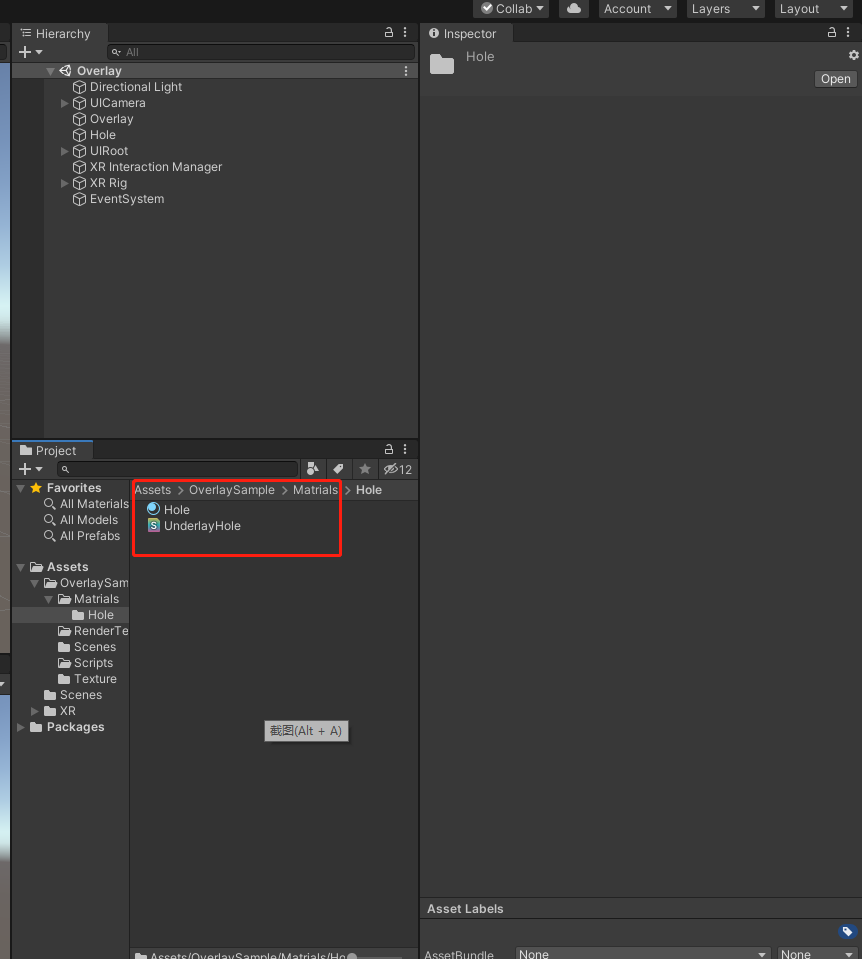 Collab
Account
Layers
Layout
Hierarchy
All
Overlay
Directional Light
UICamera
Overlay
Hole
UIRoot
XR Interaction Manager
XR Rig
EventSystem
Inspector
Hole
Open
Project
12
Favorites
All Materials
All Models
All Prefabs
Assets
OverlaySam
Matrials
Hole
RenderTe
Scenes
Scripts
Texture
Scenes
XR
Packages
Assets > OverlaySample > Matrials > Hole
Hole
UnderlayHole
截图(Alt + A)
Assets/OverlaySample/Matrials/Ho
Asset Labels
AssetBundle None None